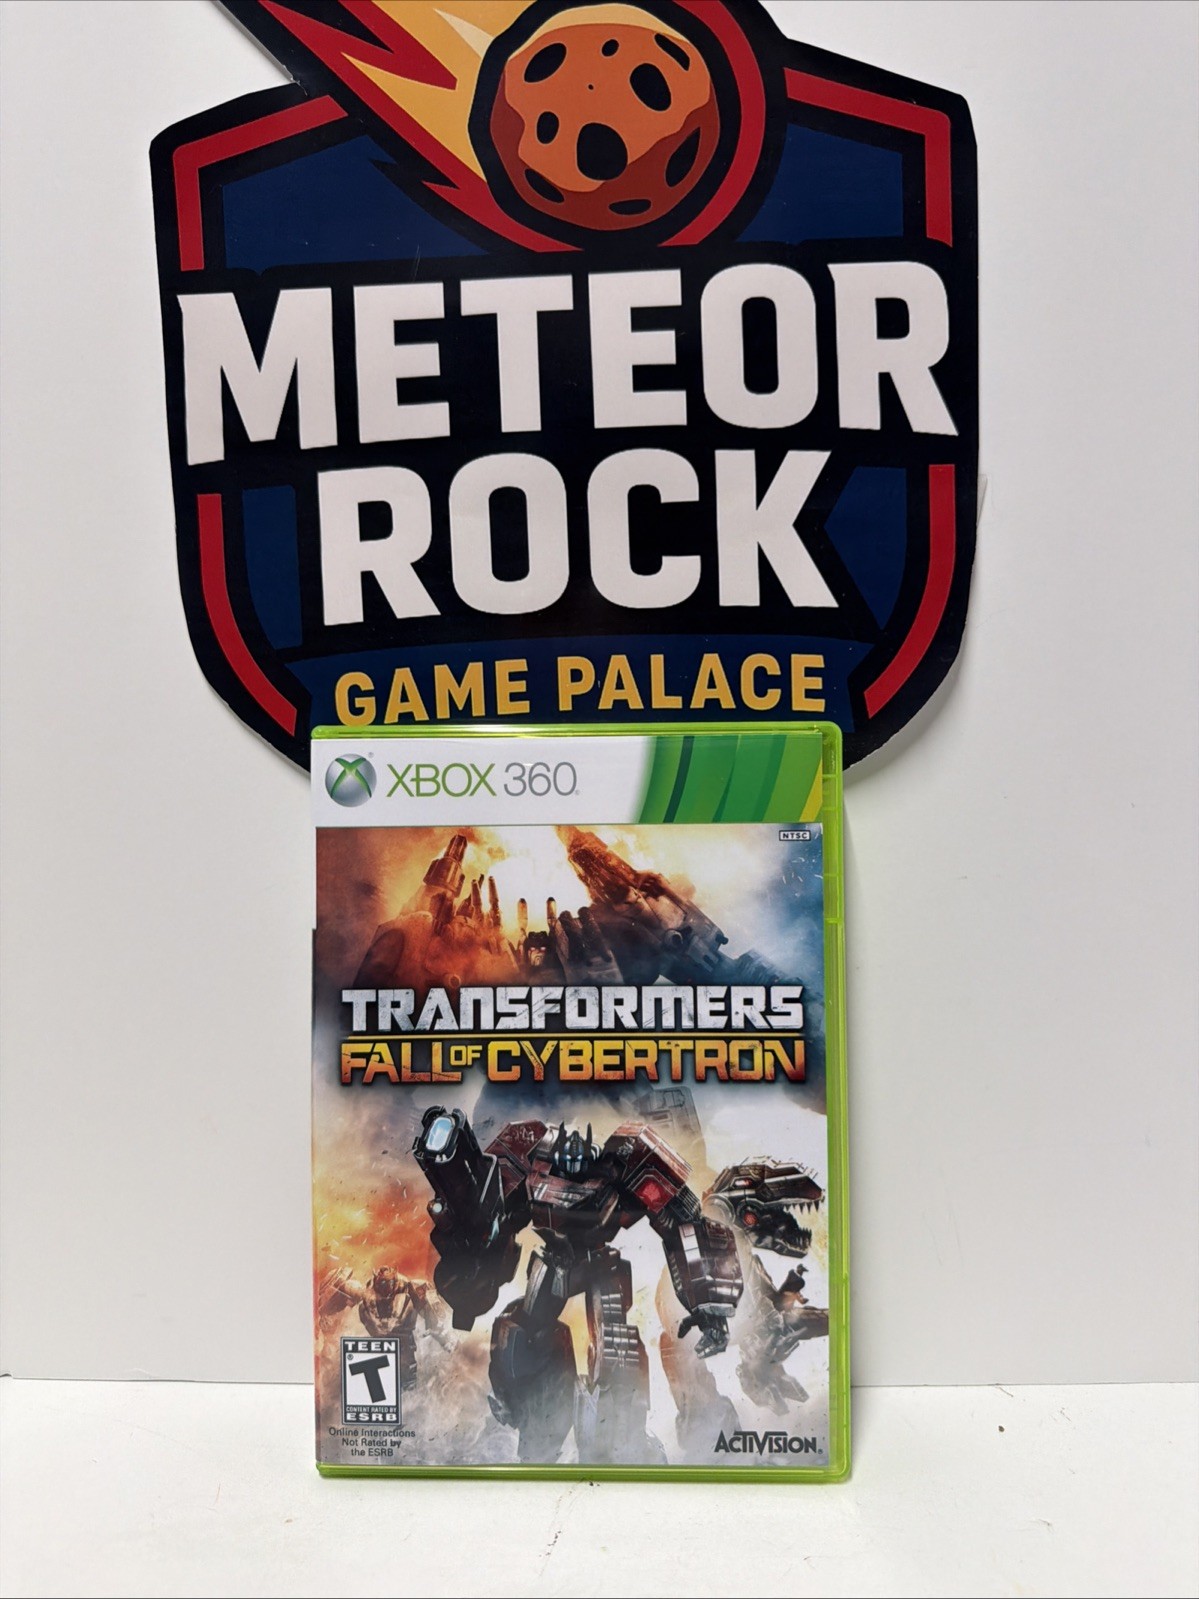 METEOR
ROCK
GAME PALACE
XBOX 360
NTSC
TRANSFORMERS
FALL OF CYBERTRON
TEEN
T
CONTENT RATED BY
ESRB
Online Interactions
Not Rated by
the ESRB
ACTIVISION